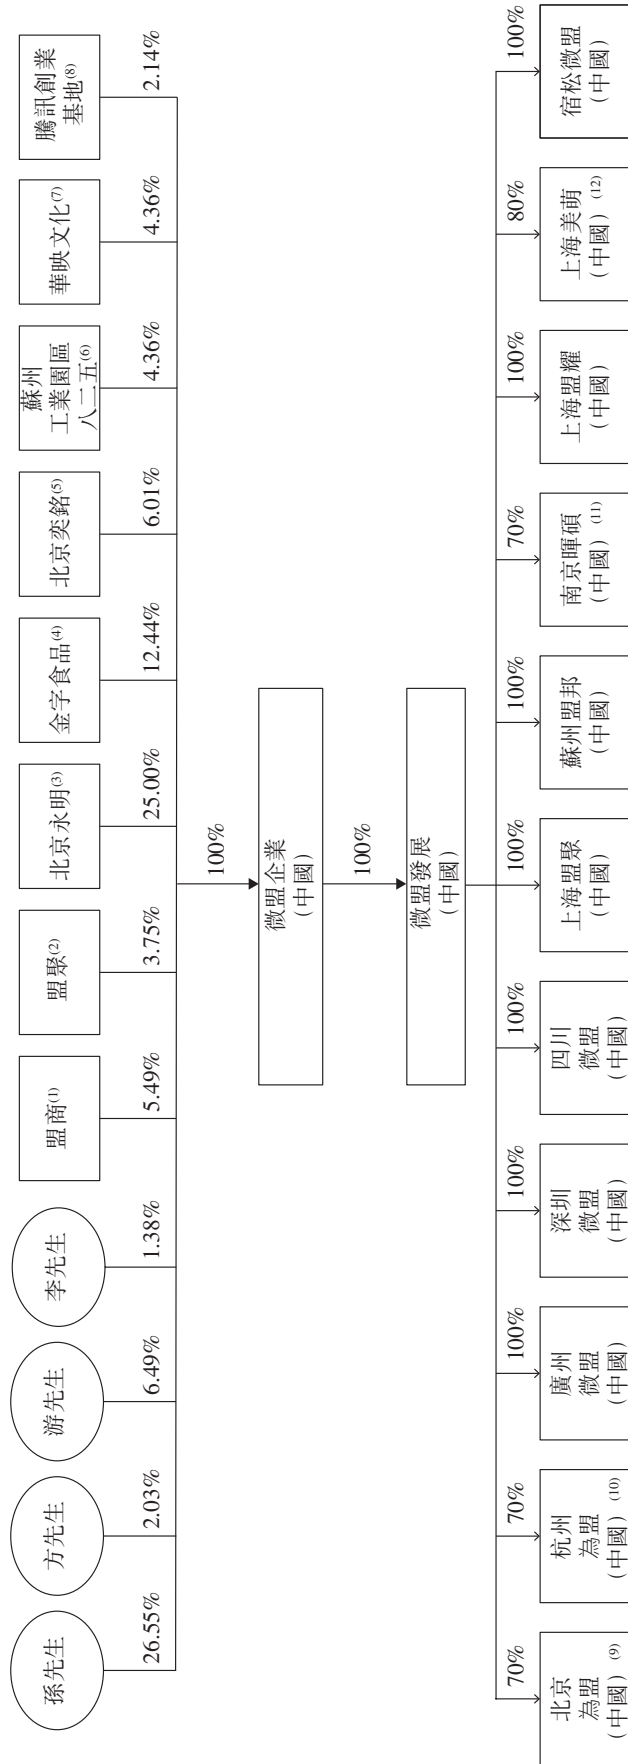 孫先生
方先生
游先生
李先生
盟商(1)
盟聚(2)
北京永明(3)
金字食品(4)
北京奕銘(5)
蘇州
工業園區
八二五(6)
華映文化(7)
騰訊創業
基地(8)
26.55%
2.03%
6.49%
1.38%
5.49%
3.75%
25.00%
12.44%
6.01%
4.36%
4.36%
2.14%
100%
微盟企業
(中國)
100%
微盟發展
(中國)
70%
70%
100%
100%
100%
100%
100%
70%
100%
80%
100%
北京
為盟
(中國)(9)
杭州
為盟
(中國)(10)
廣州
微盟
(中國)
深圳
微盟
(中國)
四川
微盟
(中國)
上海盟聚
(中國)
蘇州盟邦
(中國)
南京暉碩
(中國)(11)
上海盟耀
(中國)
上海美萌
(中國)(12)
宿松微盟
(中國)